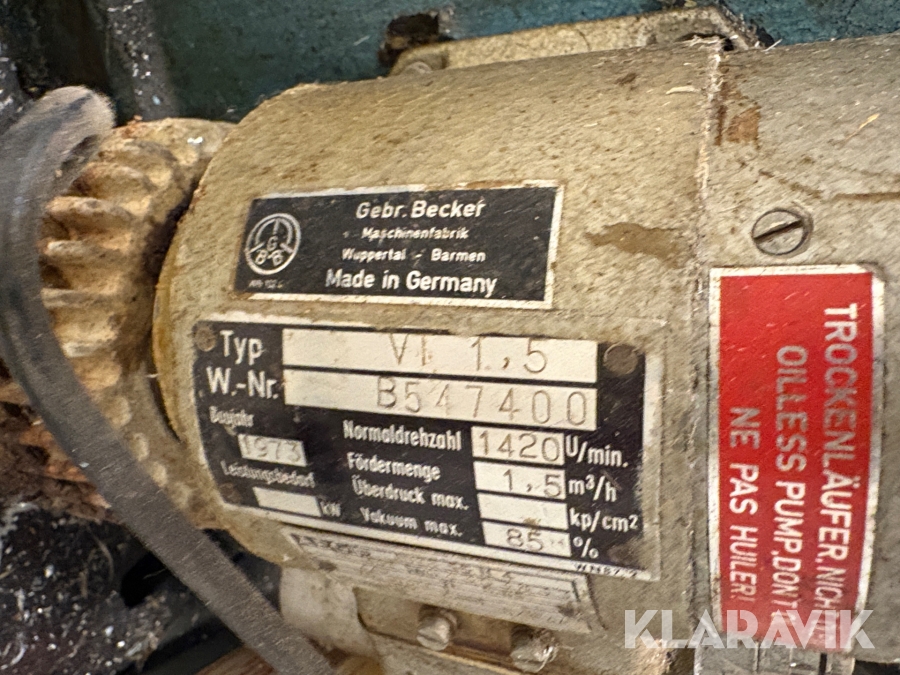 Gebr. Becker
Maschinenfabrik
Wuppertal - Barmen
Made in Germany
G
B B
Typ VI 1,5
W.-Nr. B547400
Baujahr
1973
Normaldrehzahl 1420 U/min.
Leistungsbedarf
kW
Fördermenge 1,5 m³/h
Überdruck max. kp/cm²
Vakuum max. 85 %
TROCKENLÄUFER, NICHT
OILLESS PUMP, DON'T
NE PAS HUILER!
KLARAVIK